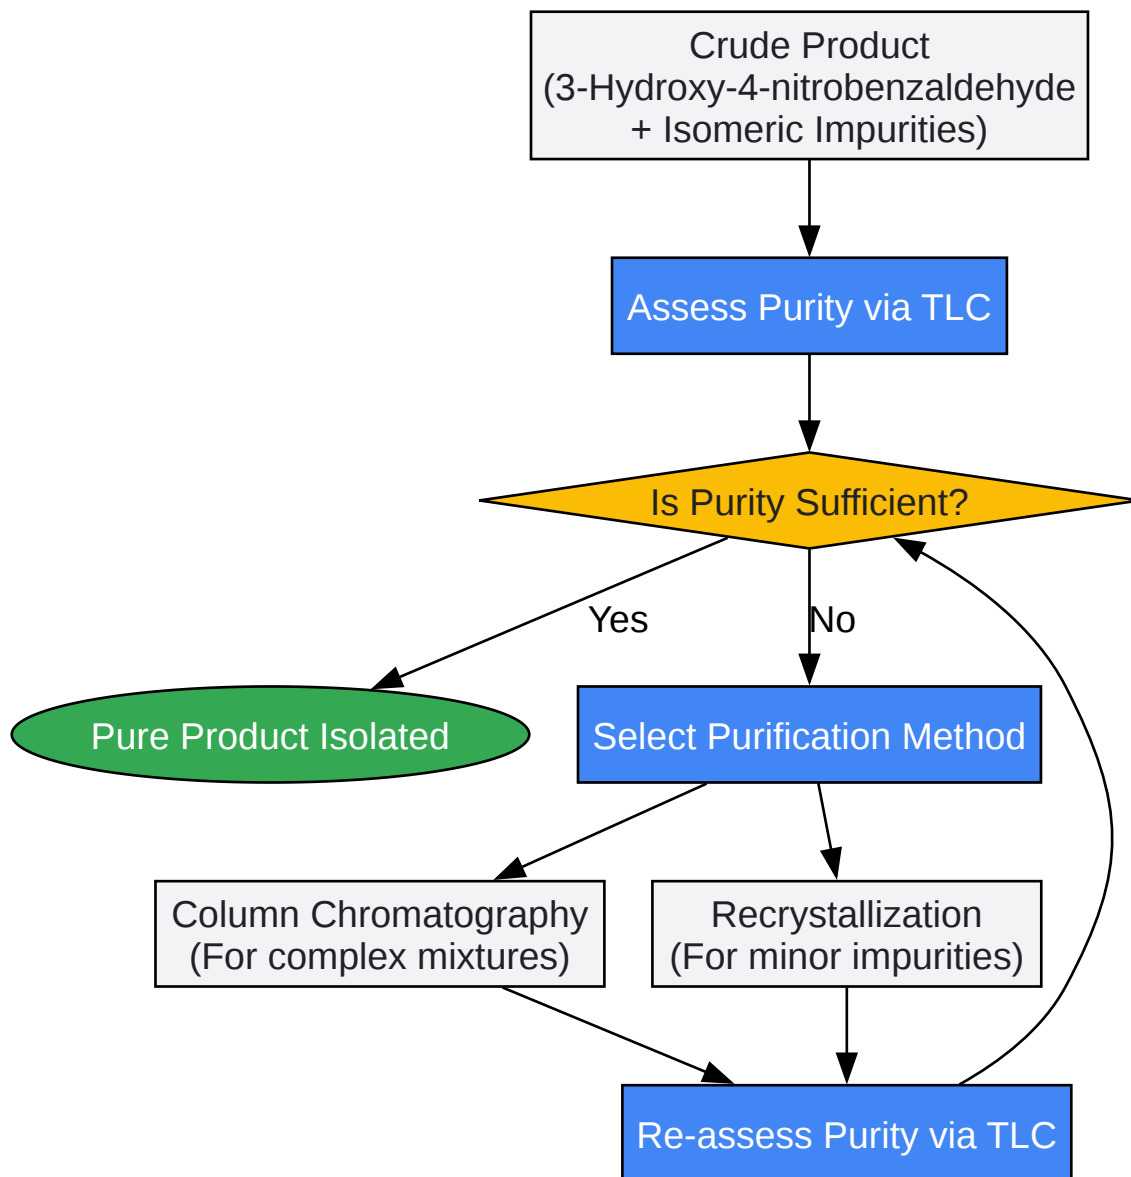 Crude Product
(3-Hydroxy-4-nitrobenzaldehyde
+ Isomeric Impurities)
Assess Purity via TLC
Is Purity Sufficient?
Yes
No
Pure Product Isolated
Select Purification Method
Column Chromatography
(For complex mixtures)
Recrystallization
(For minor impurities)
Re-assess Purity via TLC